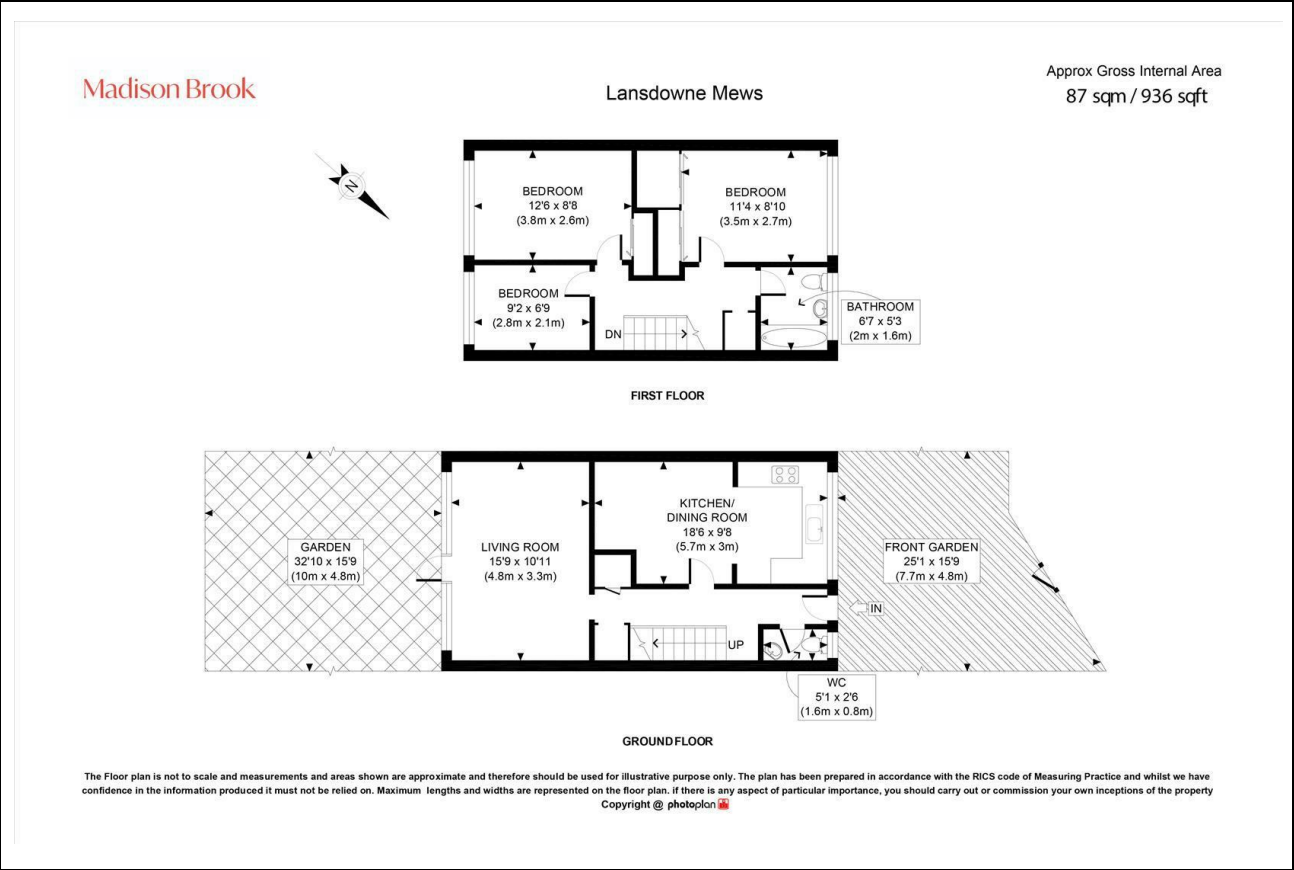 Madison Brook
Lansdowne Mews
Approx Gross Internal Area
87 sqm / 936 sqft
N
BEDROOM
12'6 x 8'8
(3.8m x 2.6m)
BEDROOM
11'4 x 8'10
(3.5m x 2.7m)
BEDROOM
9'2 x 6'9
(2.8m x 2.1m)
DN
BATHROOM
6'7 x 5'3
(2m x 1.6m)
FIRST FLOOR
GARDEN
32'10 x 15'9
(10m x 4.8m)
LIVING ROOM
15'9 x 10'11
(4.8m x 3.3m)
KITCHEN/
DINING ROOM
18'6 x 9'8
(5.7m x 3m)
FRONT GARDEN
25'1 x 15'9
(7.7m x 4.8m)
IN
UP
WC
5'1 x 2'6
(1.6m x 0.8m)
GROUND FLOOR
The Floor plan is not to scale and measurements and areas shown are approximate and therefore should be used for illustrative purpose only. The plan has been prepared in accordance with the RICS code of Measuring Practice and whilst we have
confidence in the information produced it must not be relied on. Maximum lengths and widths are represented on the floor plan. if there is any aspect of particular importance, you should carry out or commission your own inceptions of the property
Copyright @ photoplan